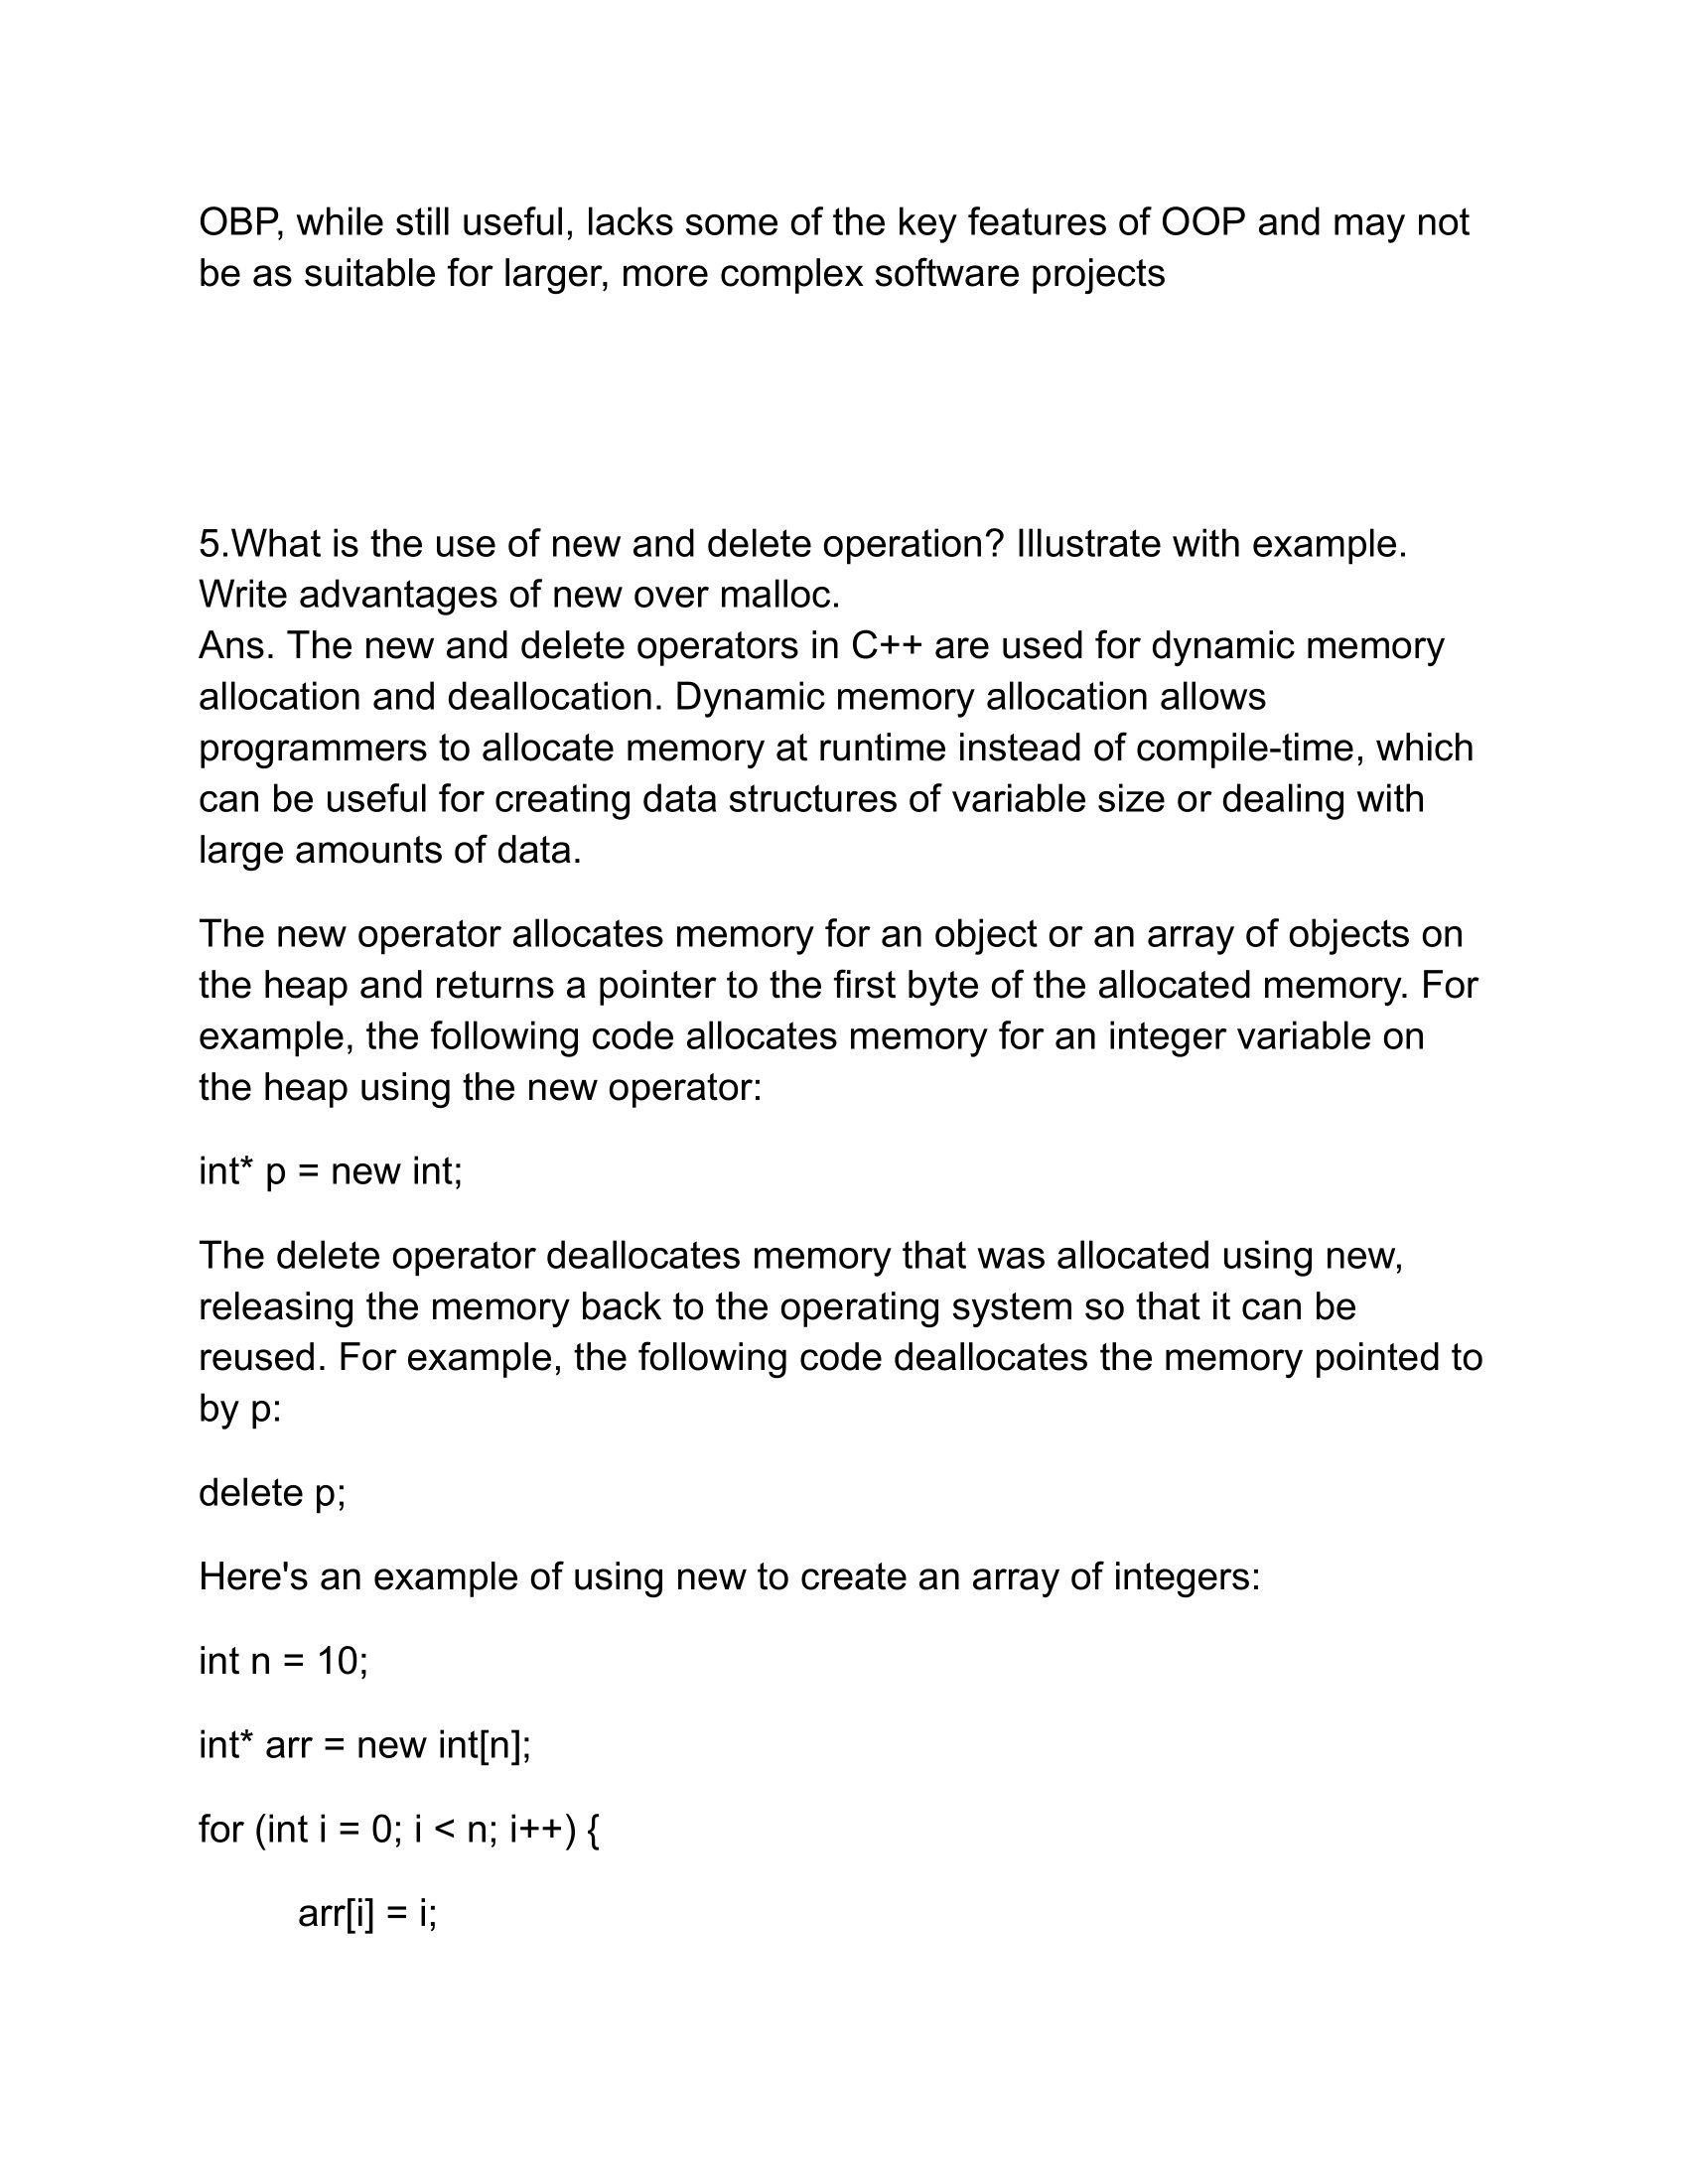 OBP, while still useful, lacks some of the key features of OOP and may not
be as suitable for larger, more complex software projects
5.What is the use of new and delete operation? Illustrate with example.
Write advantages of new over malloc.
Ans. The new and delete operators in C++ are used for dynamic memory
allocation and deallocation. Dynamic memory allocation allows
programmers to allocate memory at runtime instead of compile-time, which
can be useful for creating data structures of variable size or dealing with
large amounts of data.
The new operator allocates memory for an object or an array of objects on
the heap and returns a pointer to the first byte of the allocated memory. For
example, the following code allocates memory for an integer variable on
the heap using the new operator:
int* p = new int;
The delete operator deallocates memory that was allocated using new,
releasing the memory back to the operating system so that it can be
reused. For example, the following code deallocates the memory pointed to
by p:
delete p;
Here's an example of using new to create an array of integers:
int n = 10;
int* arr = new int[n];
for (int i = 0; i < n; i++) {
arr[i] = i;